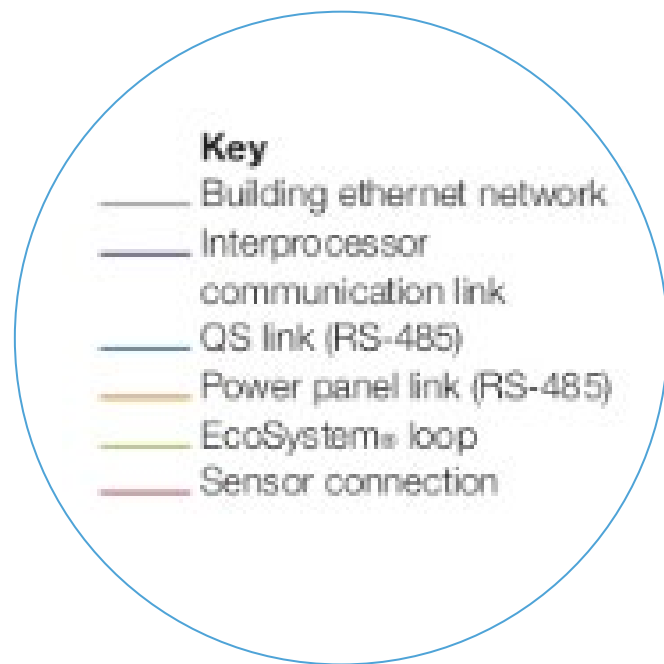 Key
Building ethernet network
Interprocessor
communication link
QS link (RS-485)
Power panel link (RS-485)
EcoSystem® loop
Sensor connection